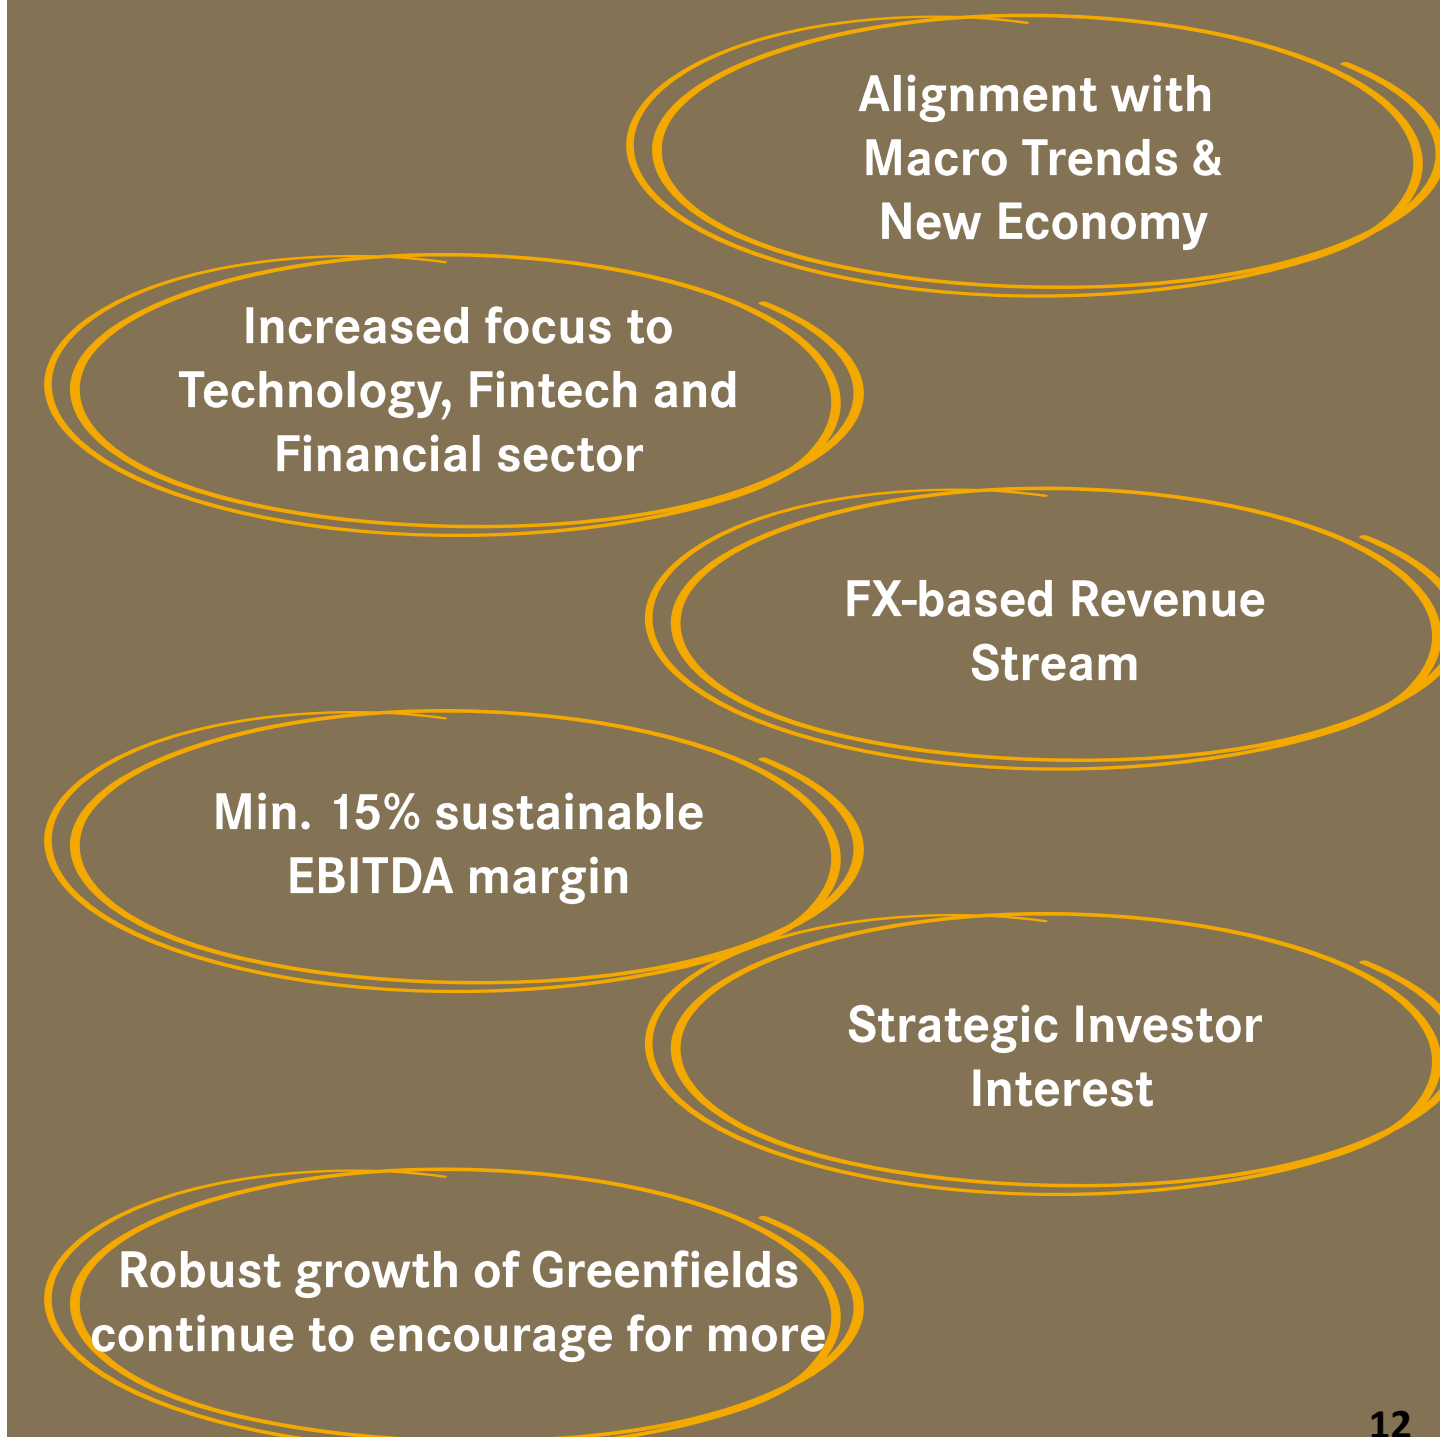 Alignment with
Macro Trends &
New Economy
Increased focus to
Technology, Fintech and
Financial sector
FX-based Revenue
Stream
Min. 15% sustainable
EBITDA margin
Strategic Investor
Interest
Robust growth of Greenfields
continue to encourage for more
12